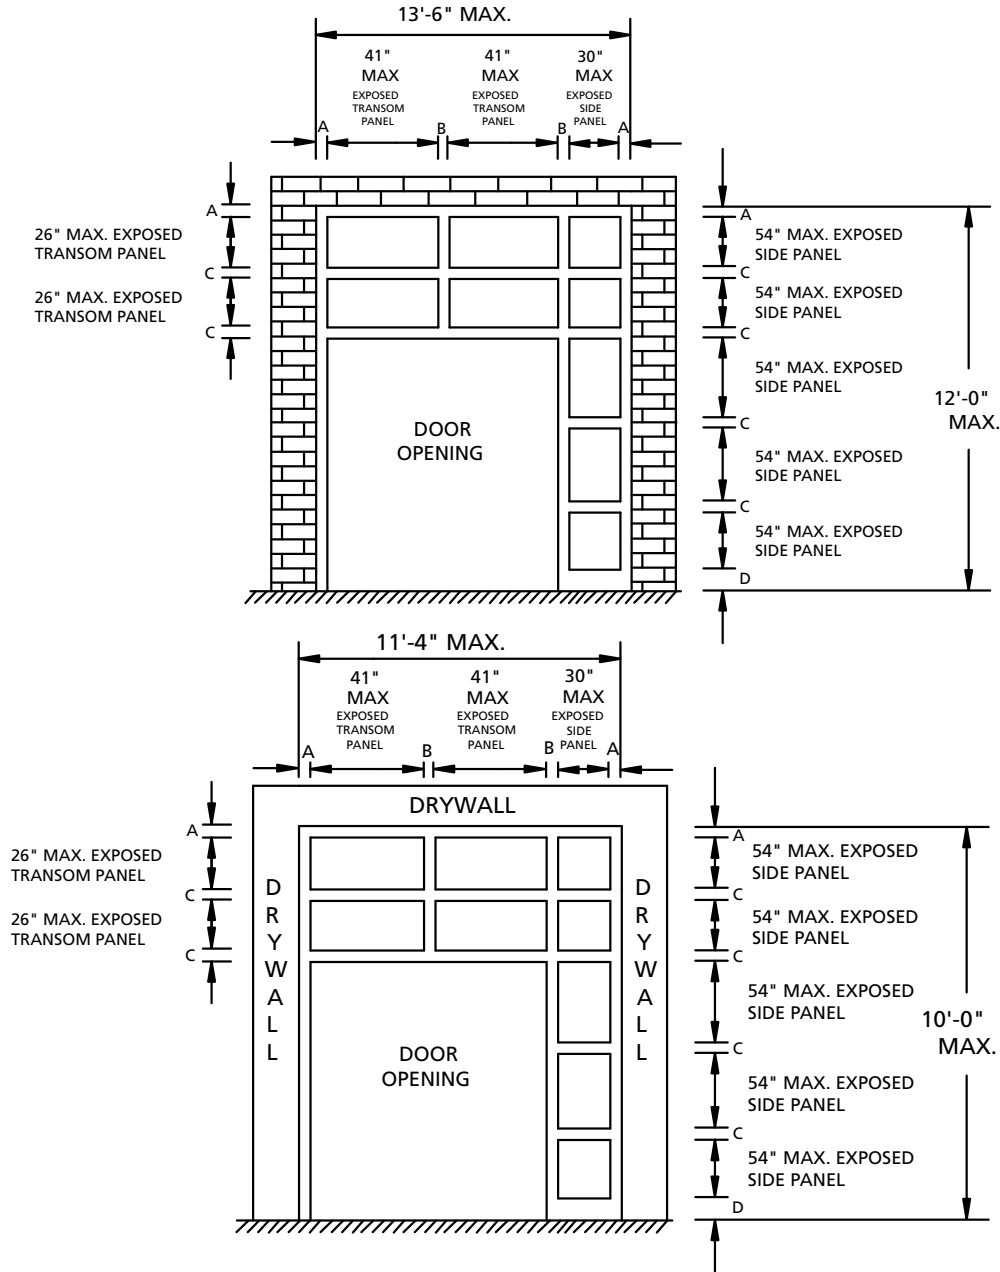 13'-6" MAX.
41"
MAX
EXPOSED
TRANSOM
PANEL
41"
MAX
EXPOSED
TRANSOM
PANEL
30"
MAX
EXPOSED
SIDE
PANEL
A
B
B
A
A
26" MAX. EXPOSED
TRANSOM PANEL
C
26" MAX. EXPOSED
TRANSOM PANEL
C
DOOR
OPENING
A
54" MAX. EXPOSED
SIDE PANEL
C
54" MAX. EXPOSED
SIDE PANEL
C
54" MAX. EXPOSED
SIDE PANEL
C
54" MAX. EXPOSED
SIDE PANEL
C
54" MAX. EXPOSED
SIDE PANEL
D
12'-0"
MAX.
11'-4" MAX.
41"
MAX
EXPOSED
TRANSOM
PANEL
41"
MAX
EXPOSED
TRANSOM
PANEL
30"
MAX
EXPOSED
SIDE
PANEL
A
B
B
A
DRYWALL
A
26" MAX. EXPOSED
TRANSOM PANEL
C
26" MAX. EXPOSED
TRANSOM PANEL
C
DRYWALL
DOOR
OPENING
DRYWALL
A
54" MAX. EXPOSED
SIDE PANEL
C
54" MAX. EXPOSED
SIDE PANEL
C
54" MAX. EXPOSED
SIDE PANEL
C
54" MAX. EXPOSED
SIDE PANEL
C
54" MAX. EXPOSED
SIDE PANEL
D
10'-0"
MAX.